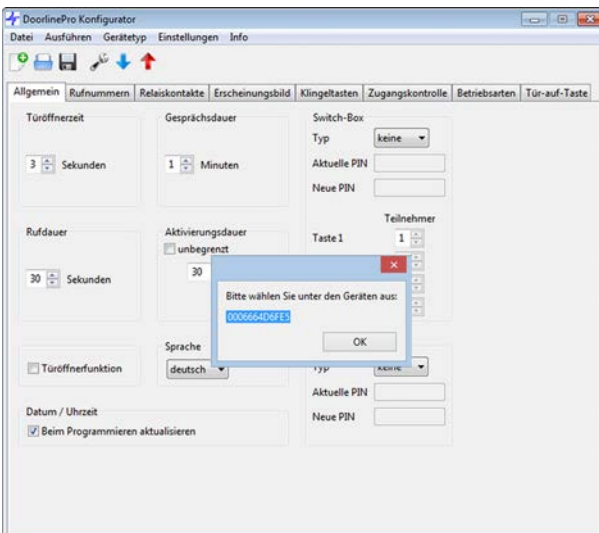 DoorlinePro Konfigurator
Datei Ausführen Gerätetyp Einstellungen Info
Allgemein Rufnummern Relaiskontakte Erscheinungsbild Klingeltasten Zugangskontrolle Betriebsarten Tür-auf-Taste
Türöffnerzeit
3 Sekunden
Gesprächsdauer
1 Minuten
Switch-Box
Typ keine
Aktuelle PIN
Neue PIN
Teilnehmer
Taste 1 1
Rufdauer
30 Sekunden
Aktivierungsdauer
unbegrenzt
30
Bitte wählen Sie unter den Geräten aus:
0006664D6FE5
OK
Türöffnerfunktion
Sprache
deutsch
Typ keine
Aktuelle PIN
Neue PIN
Datum / Uhrzeit
Beim Programmieren aktualisieren